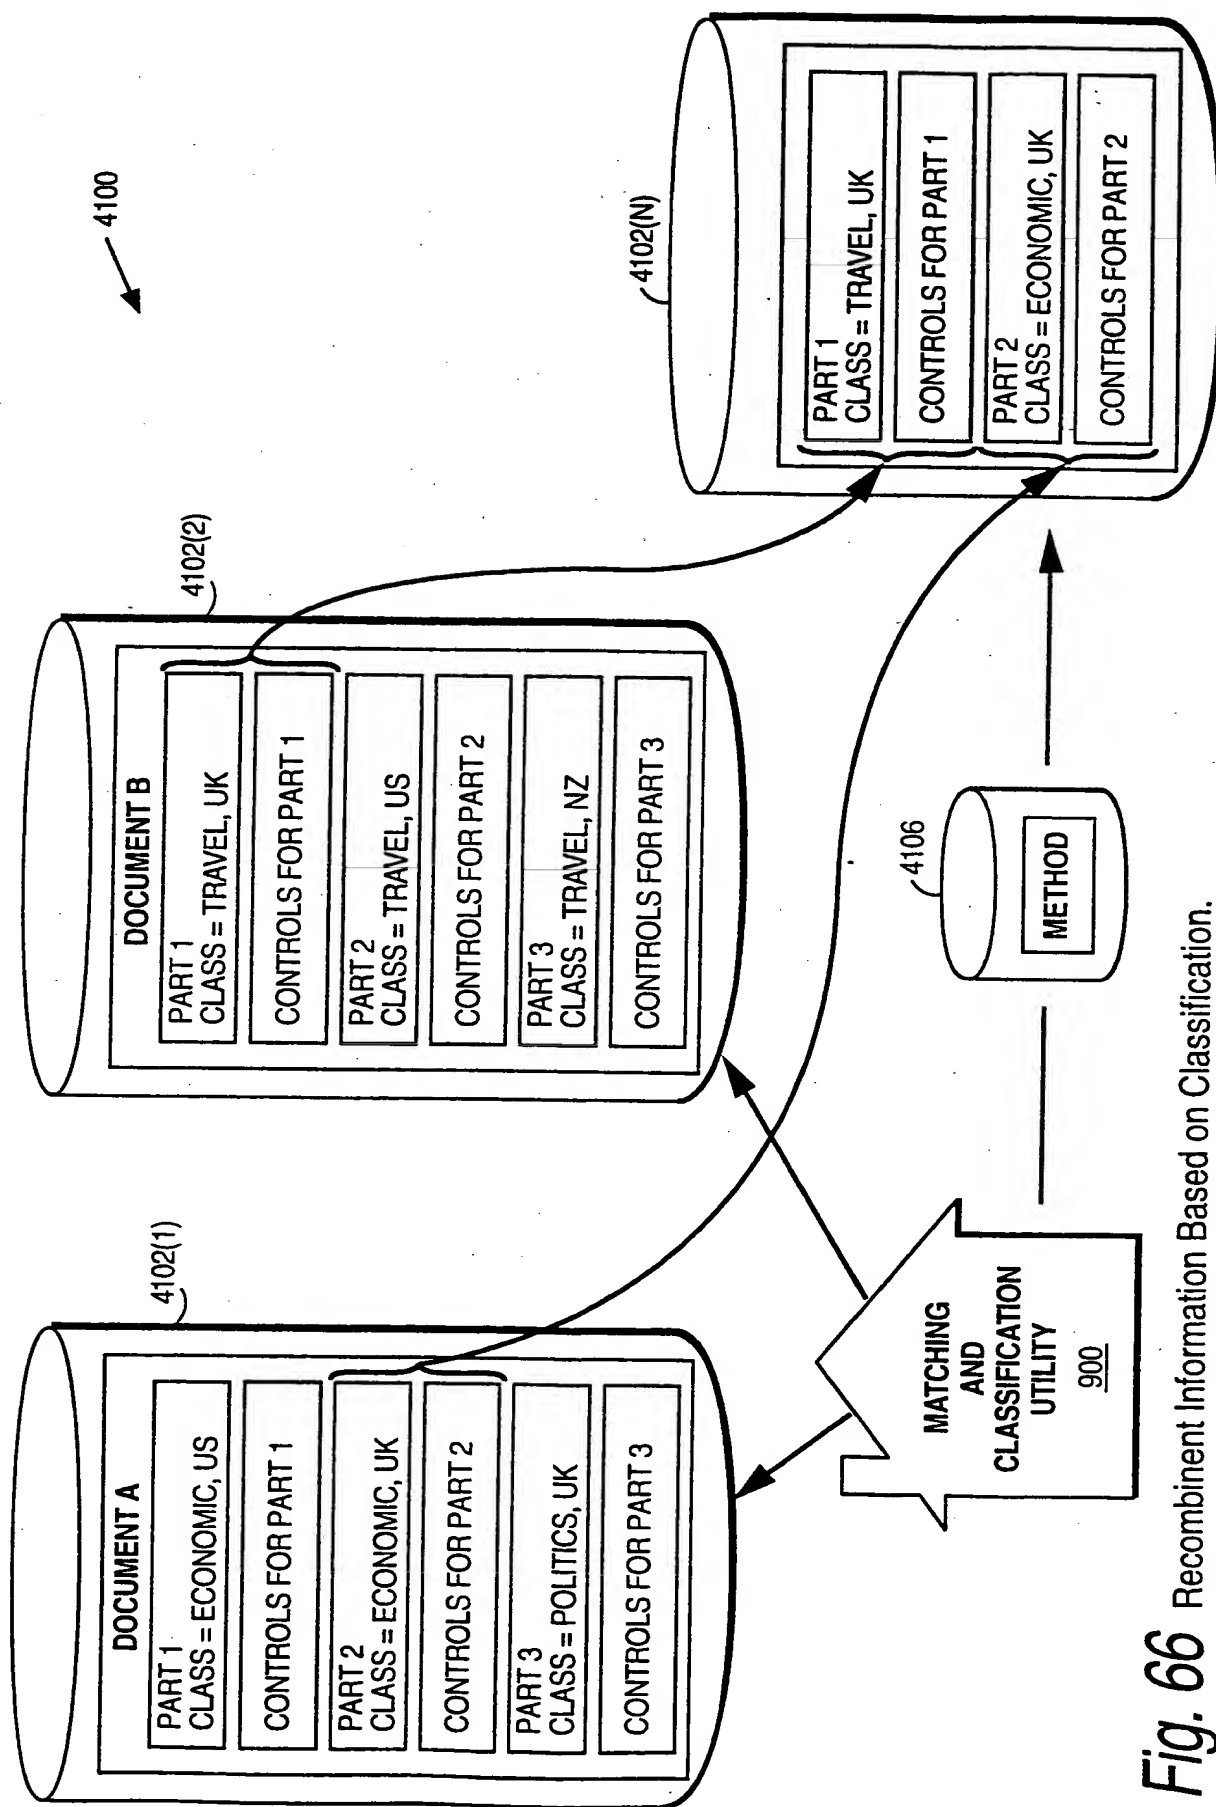 4100
4102(1)
DOCUMENT A
PART 1
CLASS = ECONOMIC, US
CONTROLS FOR PART 1
PART 2
CLASS = ECONOMIC, UK
CONTROLS FOR PART 2
PART 3
CLASS = POLITICS, UK
CONTROLS FOR PART 3
4102(2)
DOCUMENT B
PART 1
CLASS = TRAVEL, UK
CONTROLS FOR PART 1
PART 2
CLASS = TRAVEL, US
CONTROLS FOR PART 2
PART 3
CLASS = TRAVEL, NZ
CONTROLS FOR PART 3
4102(N)
PART 1
CLASS = TRAVEL, UK
CONTROLS FOR PART 1
PART 2
CLASS = ECONOMIC, UK
CONTROLS FOR PART 2
MATCHING
AND
CLASSIFICATION
UTILITY
900
4106
METHOD
Fig. 66 Recombinent Information Based on Classification.